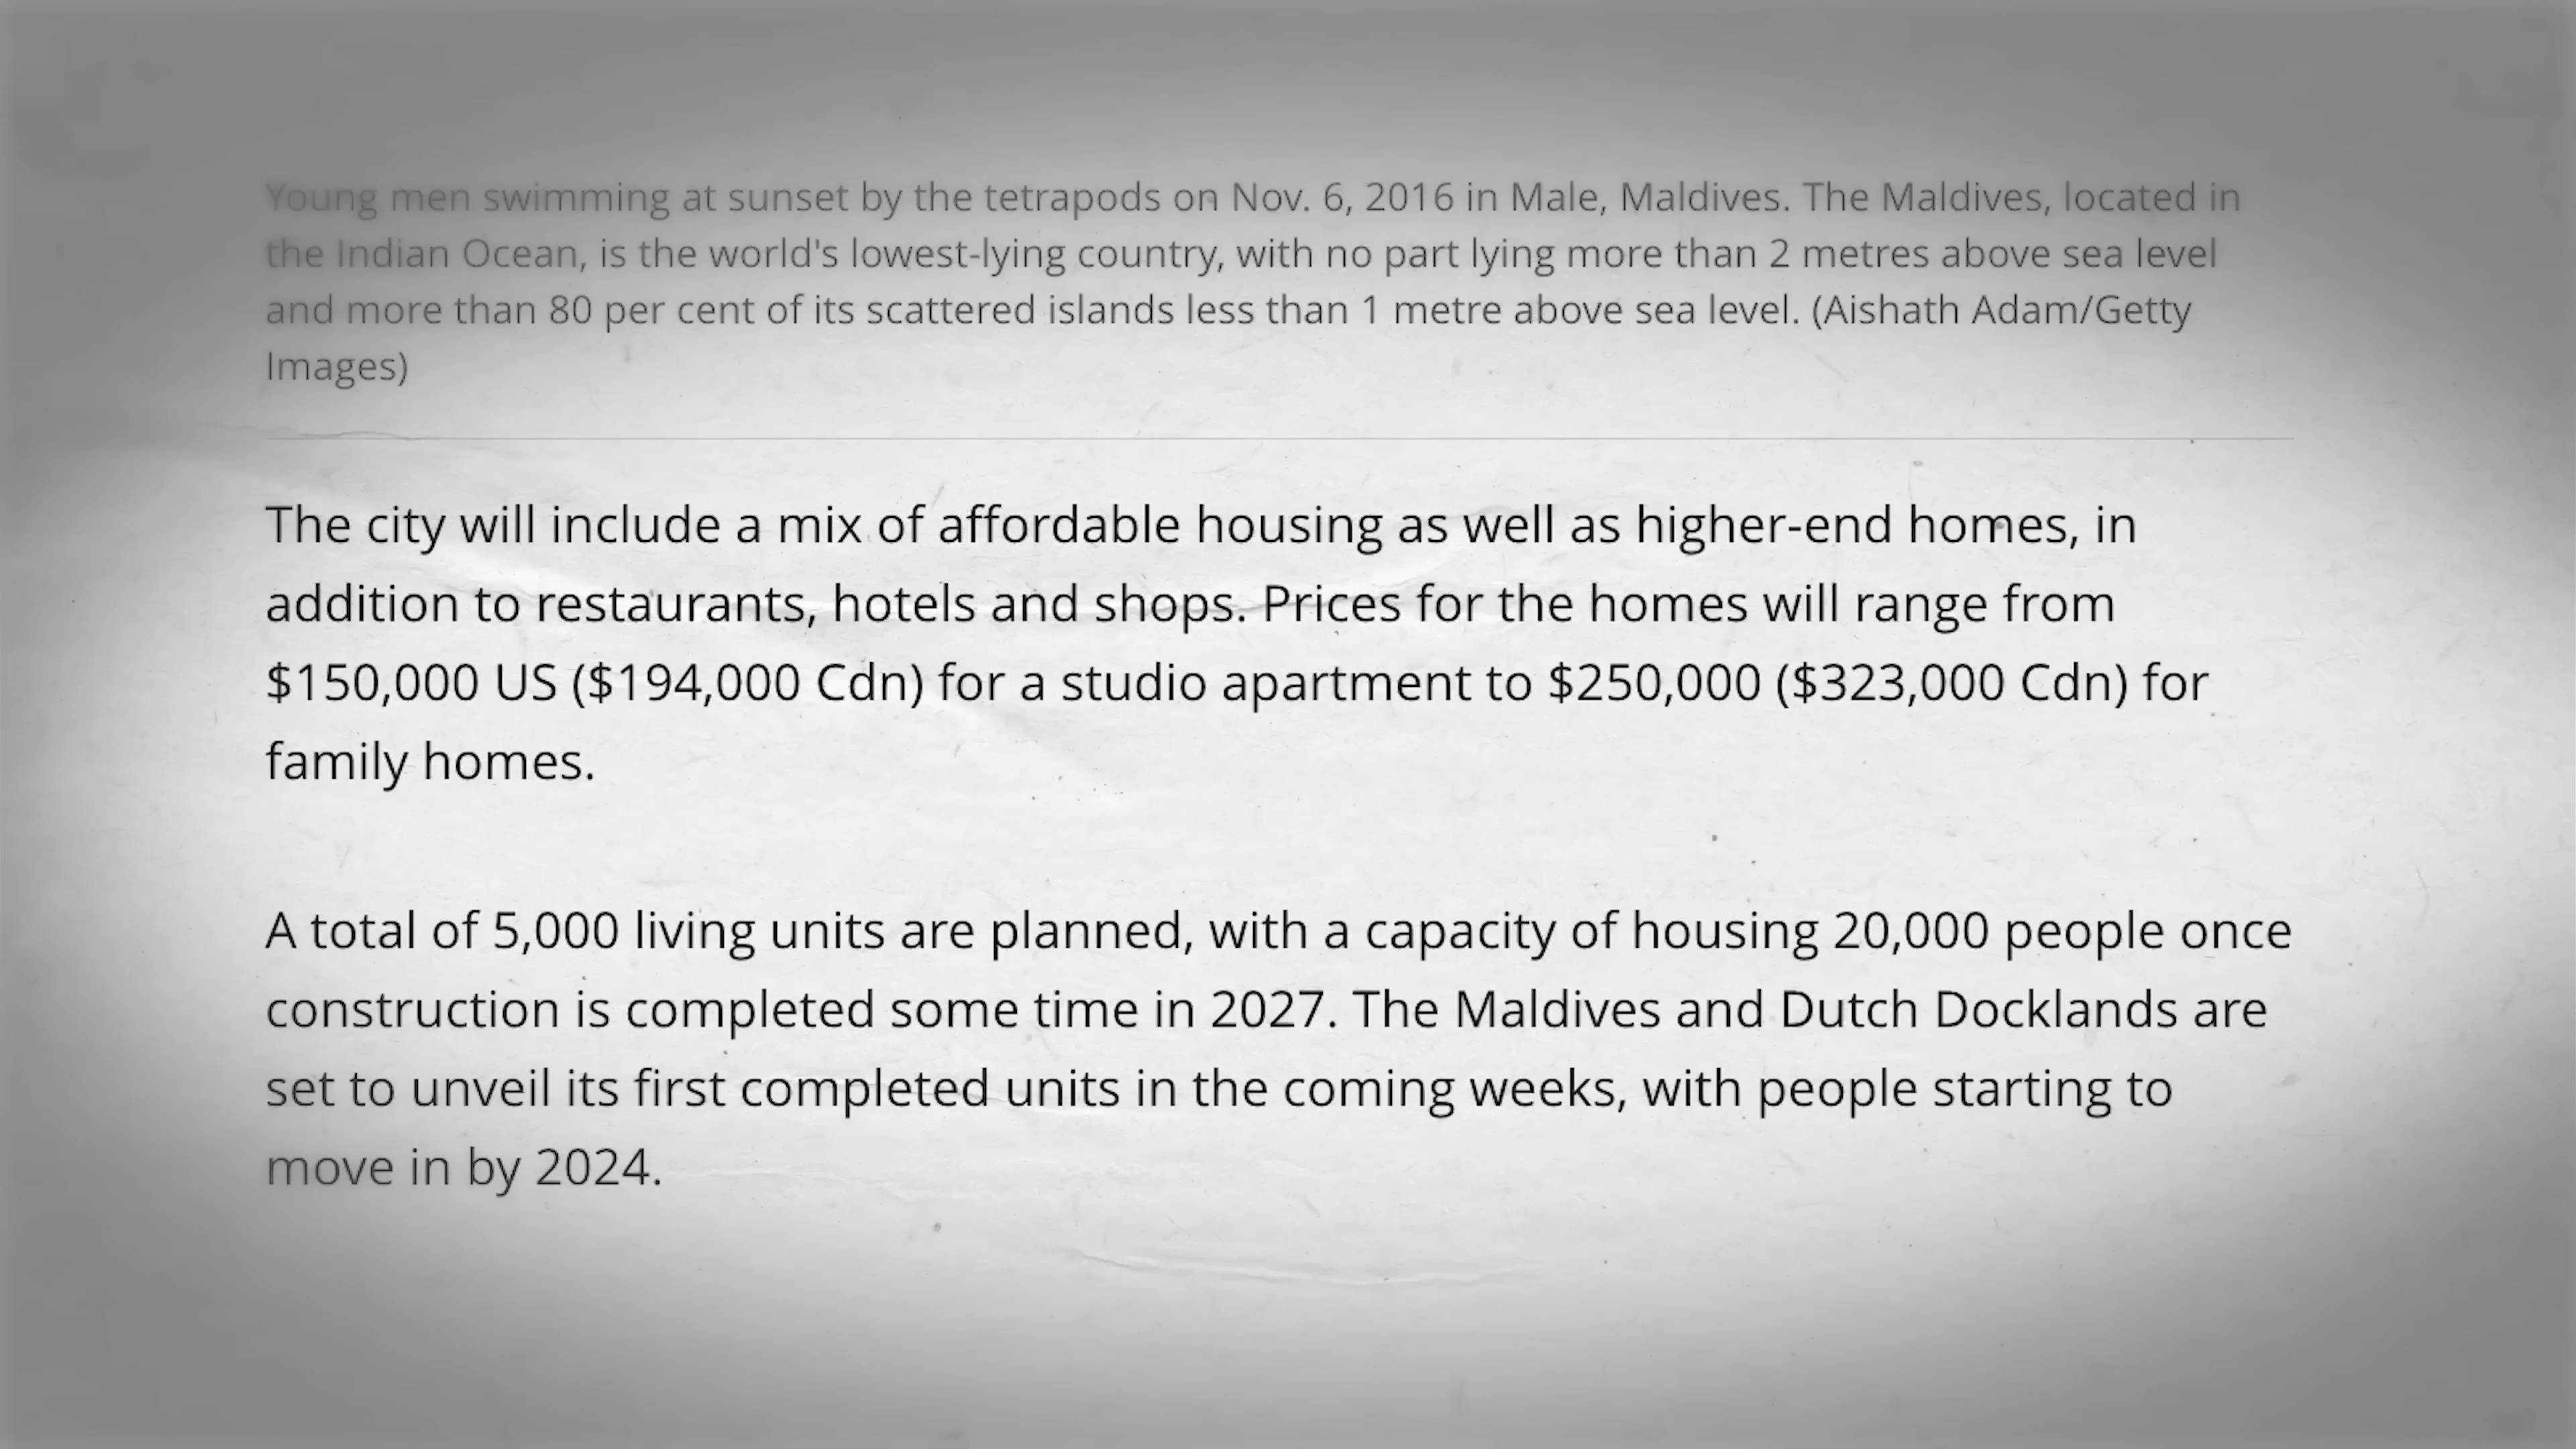 Young men swimming at sunset by the tetrapods on Nov. 6, 2016 in Male, Maldives. The Maldives, located in
the Indian Ocean, is the world's lowest-lying country, with no part lying more than 2 metres above sea level
and more than 80 per cent of its scattered islands less than 1 metre above sea level. (Aishath Adam/Getty
Images)
The city will include a mix of affordable housing as well as higher-end homes, in
addition to restaurants, hotels and shops. Prices for the homes will range from
$150,000 US ($194,000 Cdn) for a studio apartment to $250,000 ($323,000 Cdn) for
family homes.
A total of 5,000 living units are planned, with a capacity of housing 20,000 people once
construction is completed some time in 2027. The Maldives and Dutch Docklands are
set to unveil its first completed units in the coming weeks, with people starting to
move in by 2024.